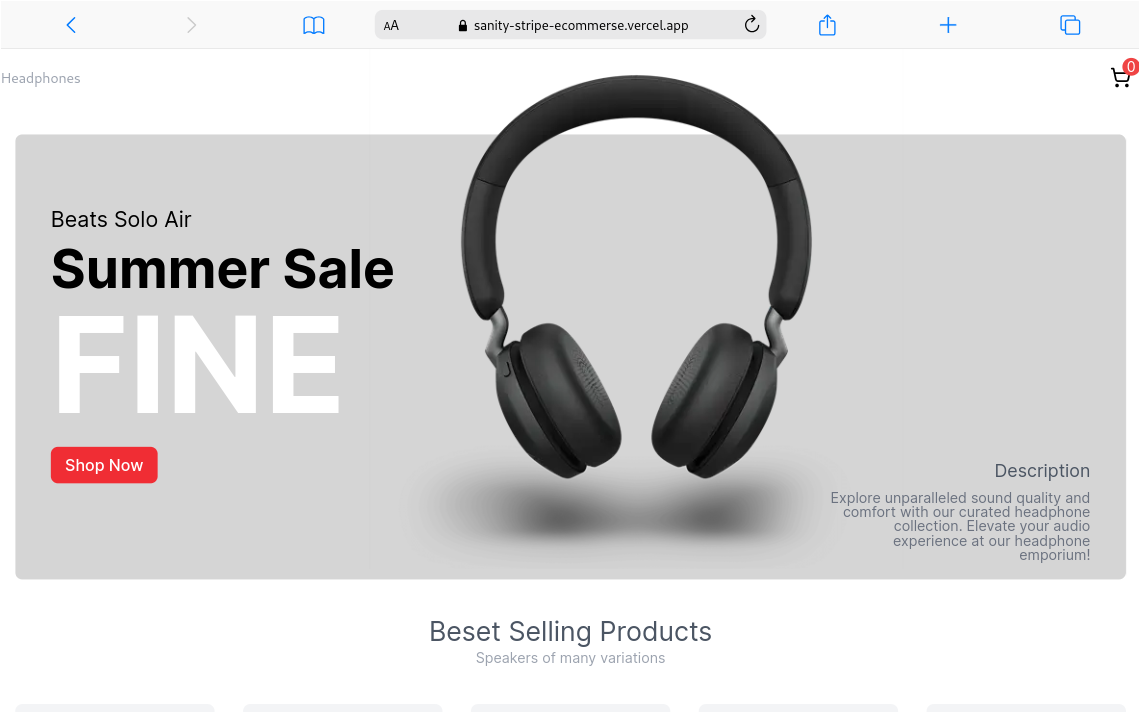 AA
sanity-stripe-ecommerse.vercel.app
Headphones
0
Beats Solo Air
Summer Sale
FINE
Shop Now
Description
Explore unparalleled sound quality and
comfort with our curated headphone
collection. Elevate your audio
experience at our headphone
emporium!
Beset Selling Products
Speakers of many variations